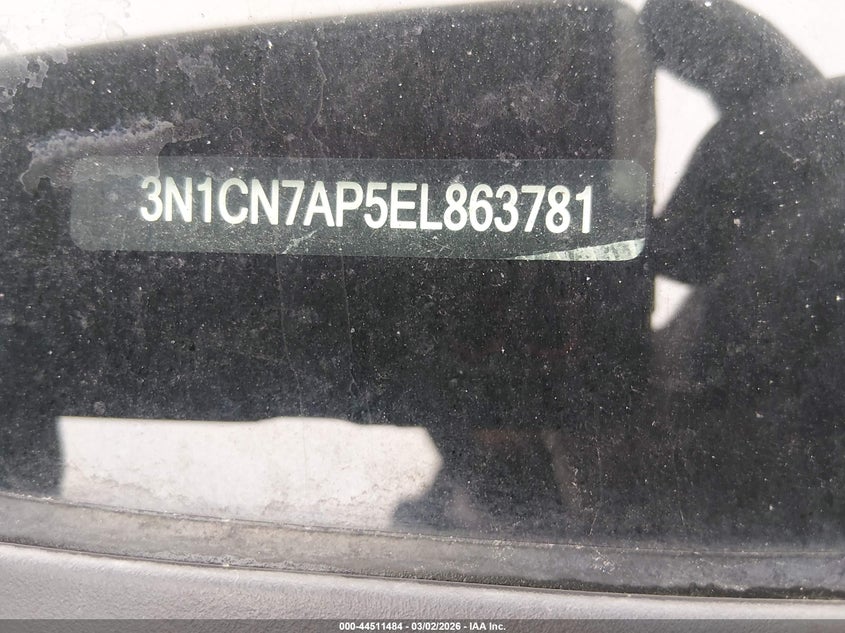 3N1CN7AP5EL863781
000-44511484 | 03/02/2026 - IAA Inc.